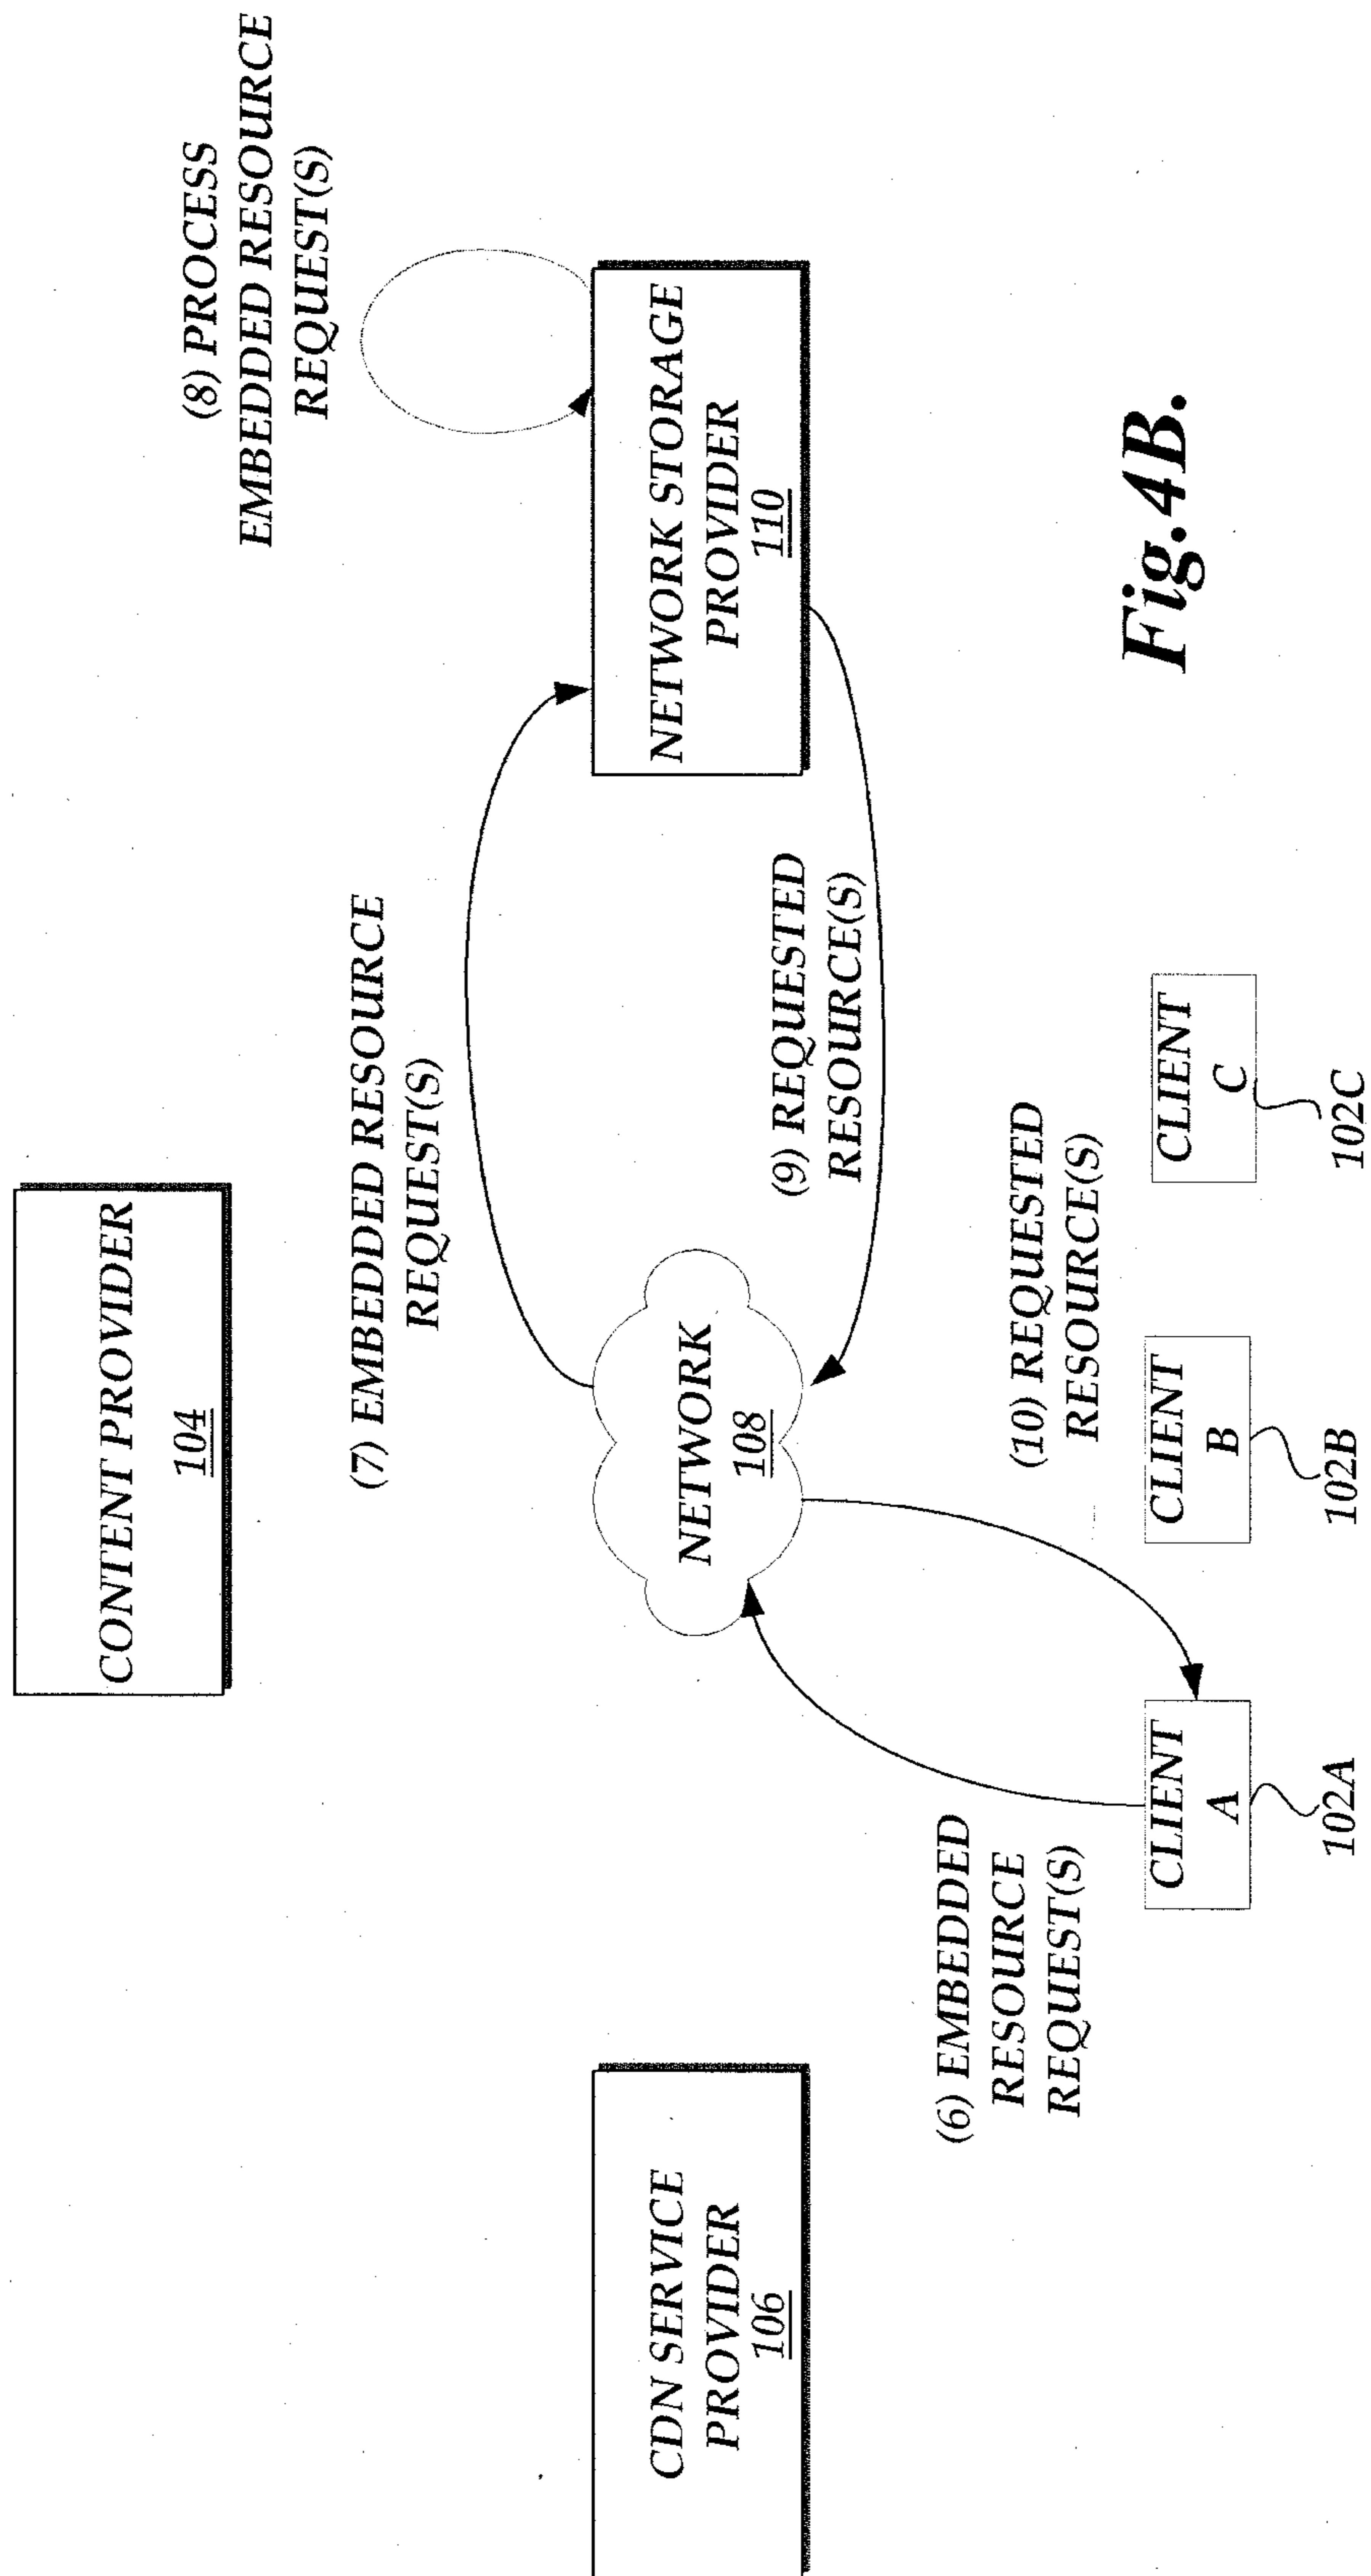 CONTENT PROVIDER
104
(8) PROCESS
EMBEDDED RESOURCE
REQUEST(S)
(7) EMBEDDED RESOURCE
REQUEST(S)
CDN SERVICE
PROVIDER
106
NETWORK
108
NETWORK STORAGE
PROVIDER
110
(9) REQUESTED
RESOURCE(S)
(6) EMBEDDED
RESOURCE
REQUEST(S)
(10) REQUESTED
RESOURCE(S)
CLIENT
A
102A
CLIENT
B
102B
CLIENT
C
102C
Fig.4B.